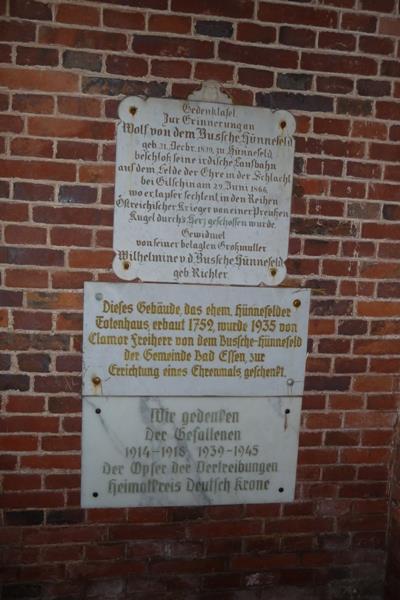 Gedenktafel
Zur Erinnerung an
Wolf von dem Bussche Hünnefeld
geb. 31. Decbr. 1839, zu Hünnefeld,
beschloss seine irdische Laufbahn
auf dem Felde der Ehre in der Schlacht
bei Gitschin am 29. Juni 1866,
wo er tapfer fechtent, in den Reihen
Östreichischer Krieger von einer Preußen
Kugel durch's Herz geschossen wurde.
Gewidmet
von seiner betagten Großmutter
Wilhelmine v d Bussche Hünnefeld
geb Richter.
Dieses Gebäude, das ehem. Hünnefelder
Totenhaus, erbaut 1752, wurde 1935 von
Clamor Freiherr von dem Bussche-Hünnefeld
der Gemeinde Bad Essen, zur
Errichtung eines Ehrenmals geschenkt.
Wir gedenken
der Gefallenen
1914-1918 1939-1945
der Opfer der Vertreibungen
Heimatkreis Deutsch Krone